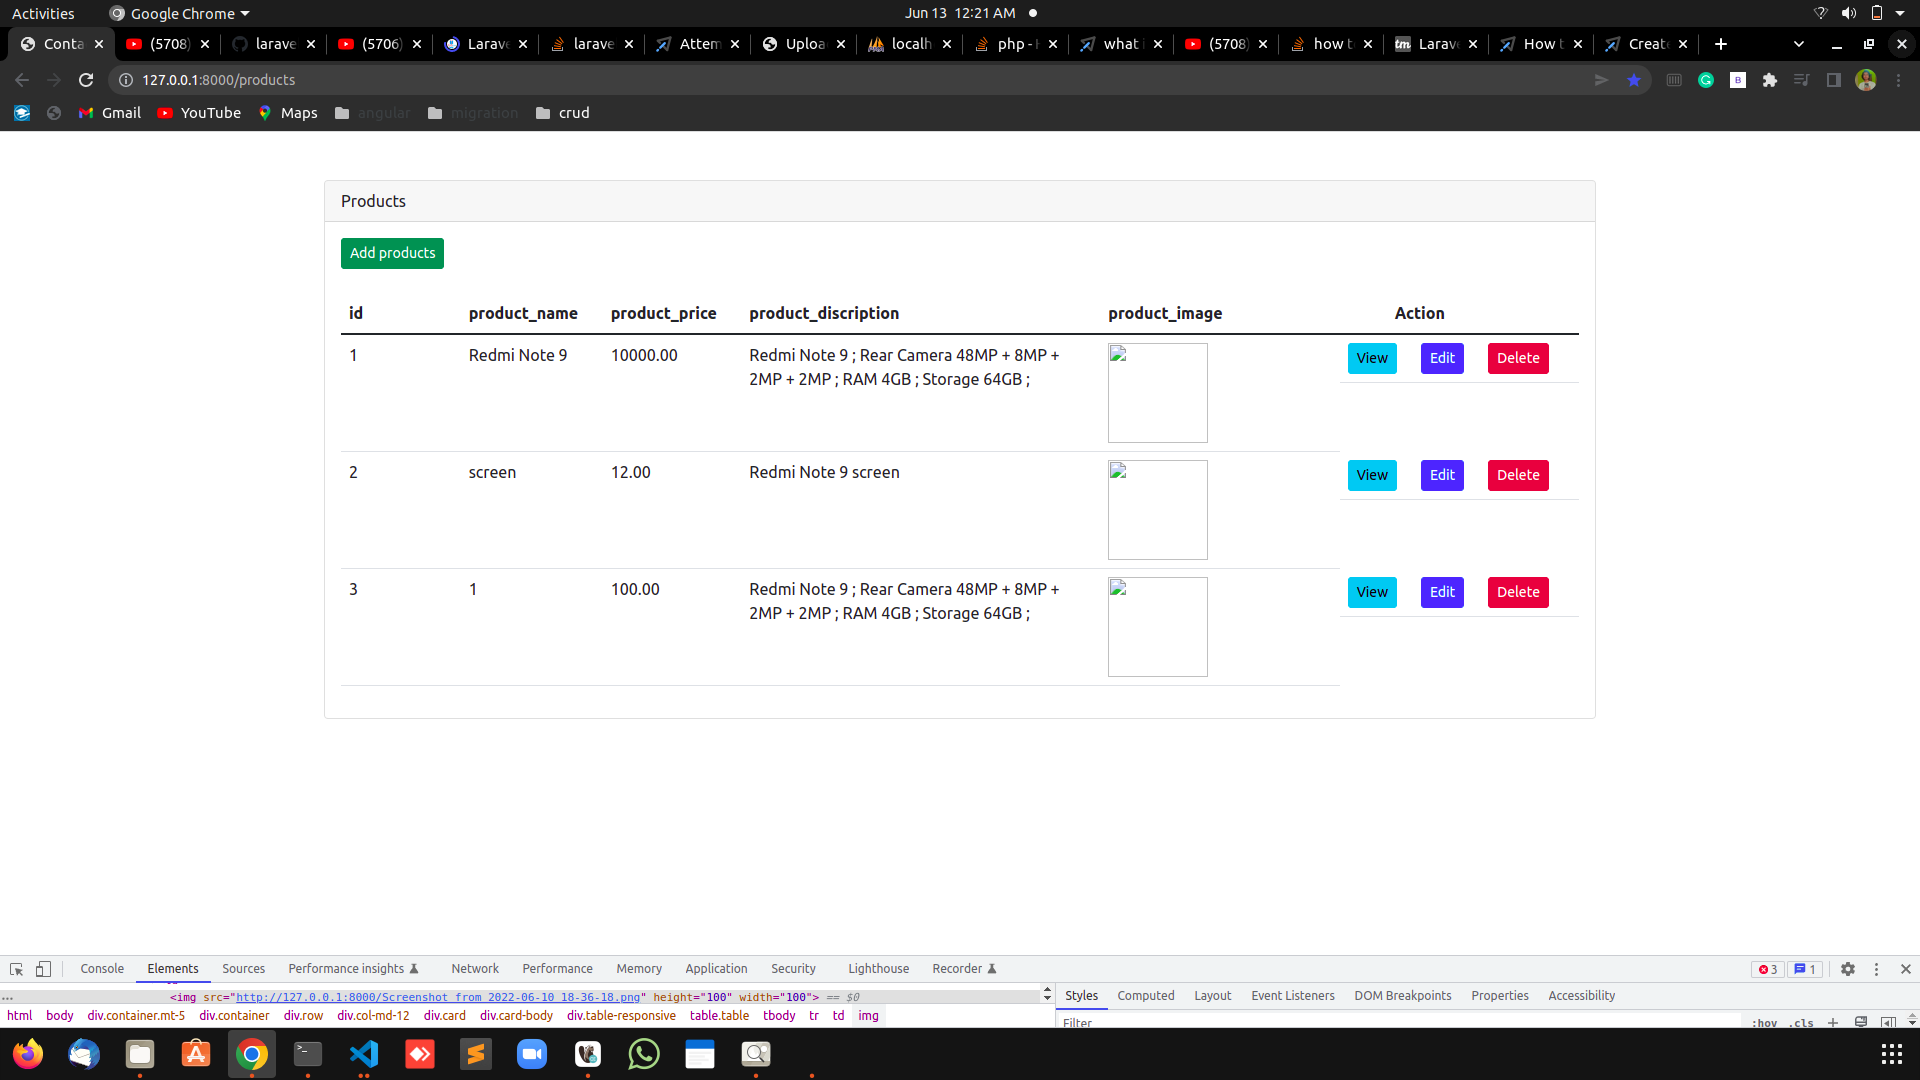 Activities
Google Chrome
Jun 13 12:21 AM
Conta
(5708)
larave
(5706)
Larave
larave
Attem
Uploa
localh
php - H
what i
(5708)
how t
tm
Larave
How t
Create
127.0.0.1:8000/products
Gmail
YouTube
Maps
angular
migration
crud
Products
Add products
id product_name product_price product_discription product_image Action
1 Redmi Note 9 10000.00 Redmi Note 9 ; Rear Camera 48MP + 8MP + View Edit Delete
2MP + 2MP ; RAM 4GB ; Storage 64GB ;
2 screen 12.00 Redmi Note 9 screen View Edit Delete
3 1 100.00 Redmi Note 9 ; Rear Camera 48MP + 8MP + View Edit Delete
2MP + 2MP ; RAM 4GB ; Storage 64GB ;
Console Elements Sources Performance insights Network Performance Memory Application Security Lighthouse Recorder 3 1
... <img src="http://127.0.0.1:8000/Screenshot from 2022-06-10 18-36-18.png" height="100" width="100"> == $0
Styles Computed Layout Event Listeners DOM Breakpoints Properties Accessibility
html body div.container.mt-5 div.container div.row div.col-md-12 div.card div.card-body div.table-responsive table.table tbody tr td img
Filter :hov .cls